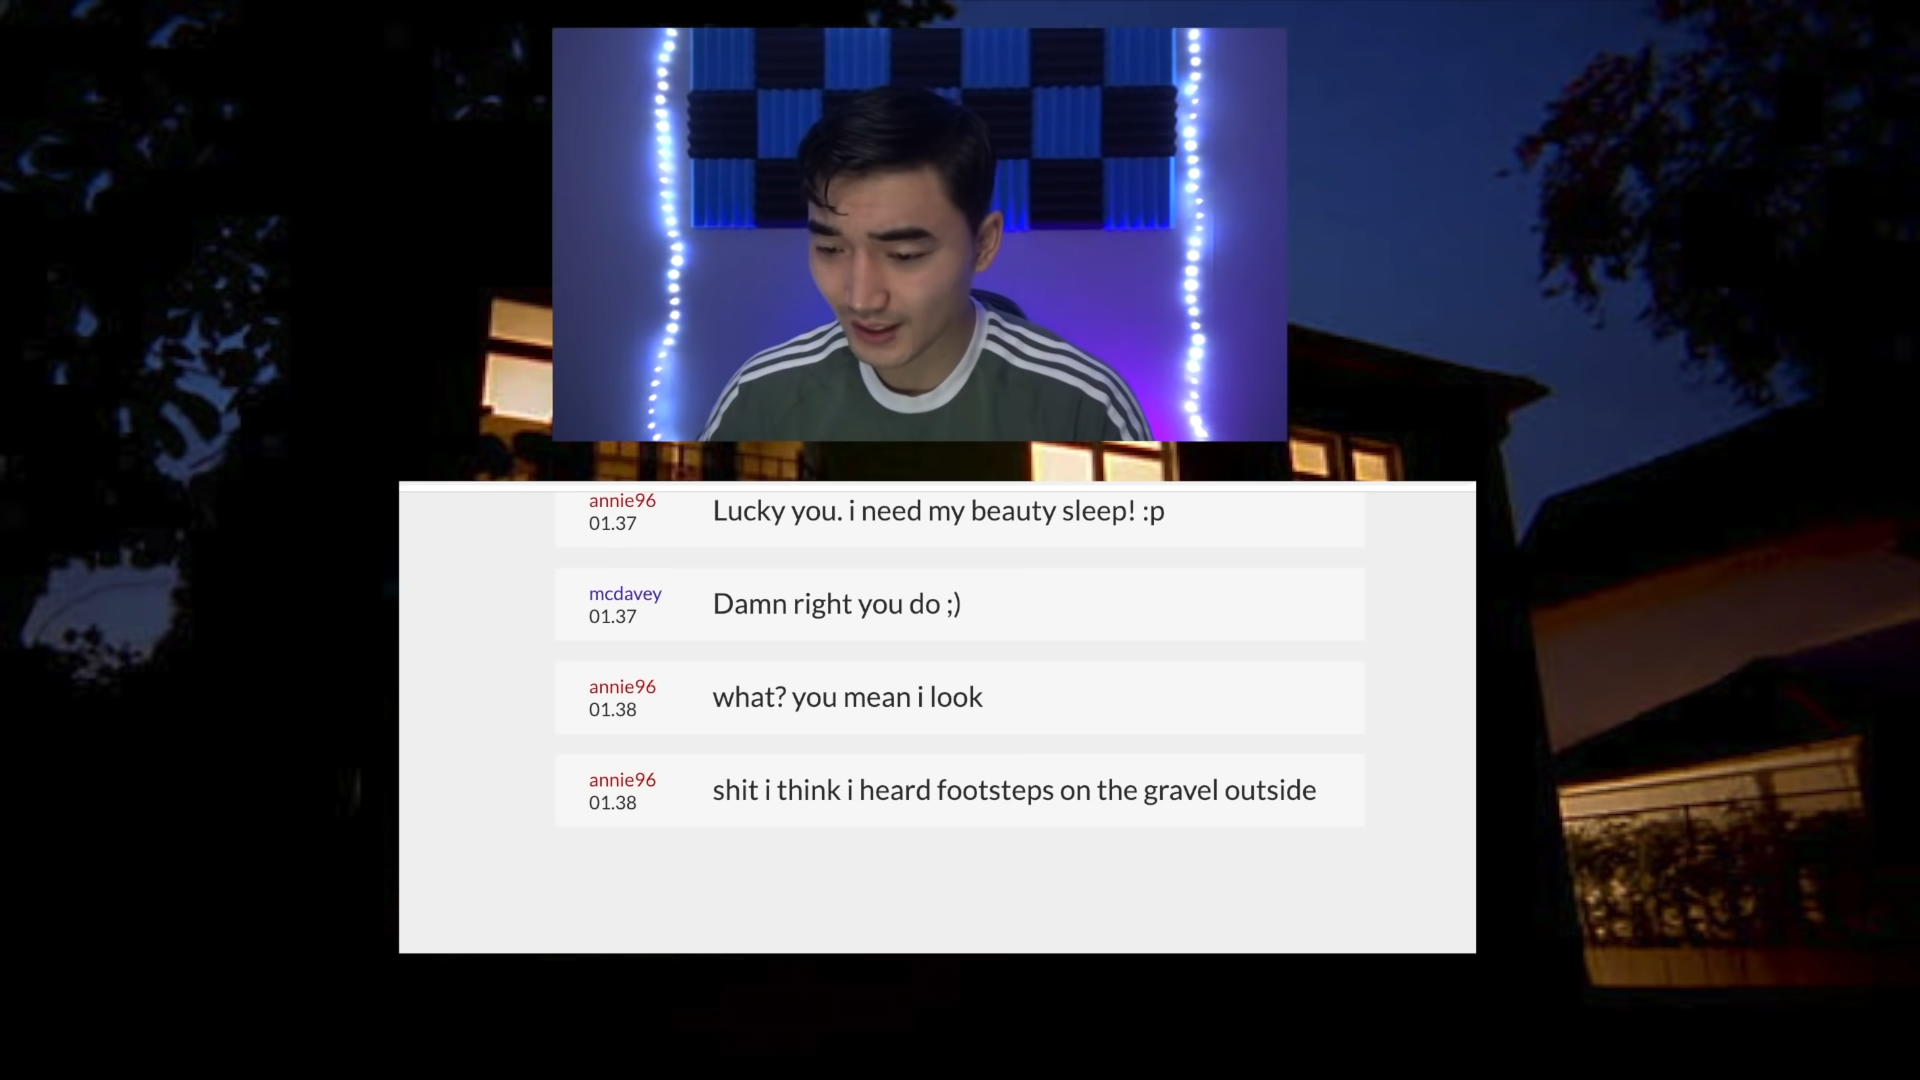 annie96
01.37
Lucky you. i need my beauty sleep! :p
mcdavey
01.37
Damn right you do ;)
annie96
01.38
what? you mean i look
annie96
01.38
shit i think i heard footsteps on the gravel outside